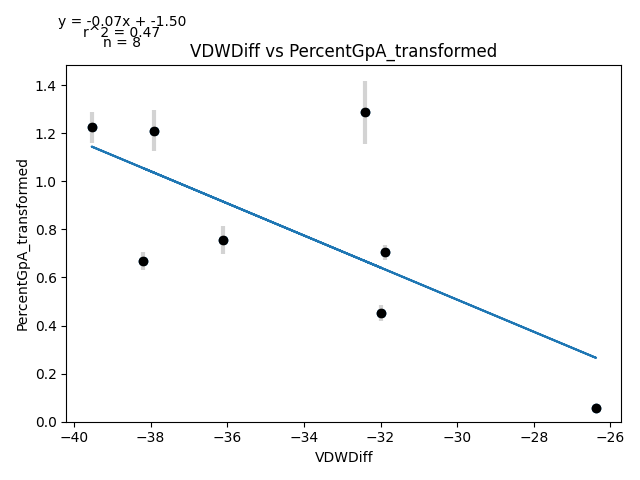 y = -0.07x + -1.50
r^2 = 0.47
n = 8
VDWDiff vs PercentGpA_transformed
1.4
1.2
1.0
0.8
0.6
0.4
0.2
0.0
PercentGpA_transformed
−40 −38 −36 −34 −32 −30 −28 −26
VDWDiff